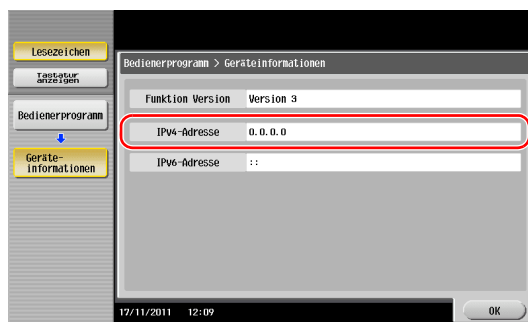 Lesezeichen
Tastatur
anzeigen
Bedienerprogramm
Geräte-
informationen
Bedienerprogramm > Geräteinformationen
Funktion Version Version 3
IPv4-Adresse 0.0.0.0
IPv6-Adresse ::
17/11/2011 12:09
OK